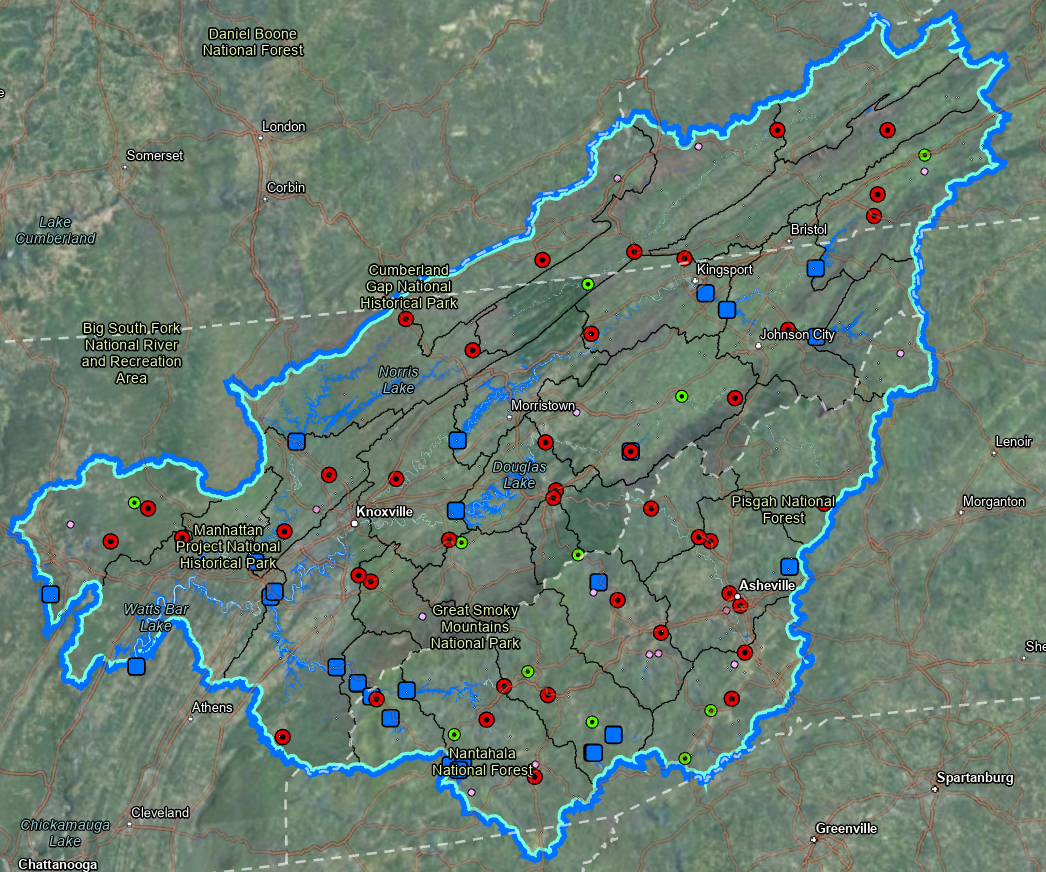 Daniel Boone
National Forest
London
Somerset
Corbin
Lake
Cumberland
Bristol
Cumberland
Gap National
Historical Park
Kingsport
Big South Fork
National River
and Recreation
Area
Johnson City
Norris
Lake
Morristown
Lenoir
Douglas
Lake
Pisgah National
Forest
Morganton
Knoxville
Manhattan
Project National
Historical Park
Asheville
Watts Bar
Lake
Great Smoky
Mountains
National Park
She
Athens
Nantahala
National Forest
Spartanburg
Cleveland
Chickamauga
Lake
Greenville
Chattanooga